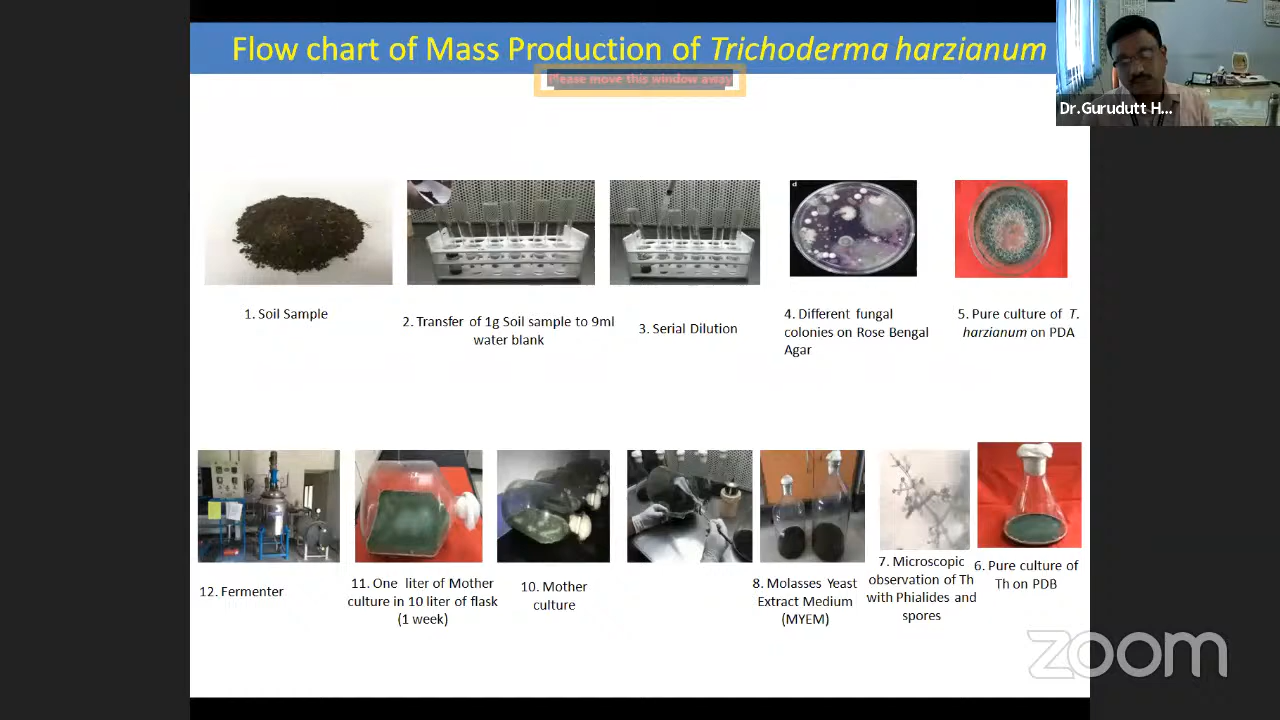 Flow chart of Mass Production of Trichoderma harzianum
Please move this window away
Dr.Gurudutt H...
d
1. Soil Sample
2. Transfer of 1g Soil sample to 9ml
water blank
3. Serial Dilution
4. Different fungal
colonies on Rose Bengal
Agar
5. Pure culture of T.
harzianum on PDA
12. Fermenter
11. One liter of Mother
culture in 10 liter of flask
(1 week)
10. Mother
culture
8. Molasses Yeast
Extract Medium
(MYEM)
7. Microscopic
observation of Th
with Phialides and
spores
6. Pure culture of
Th on PDB
zoom